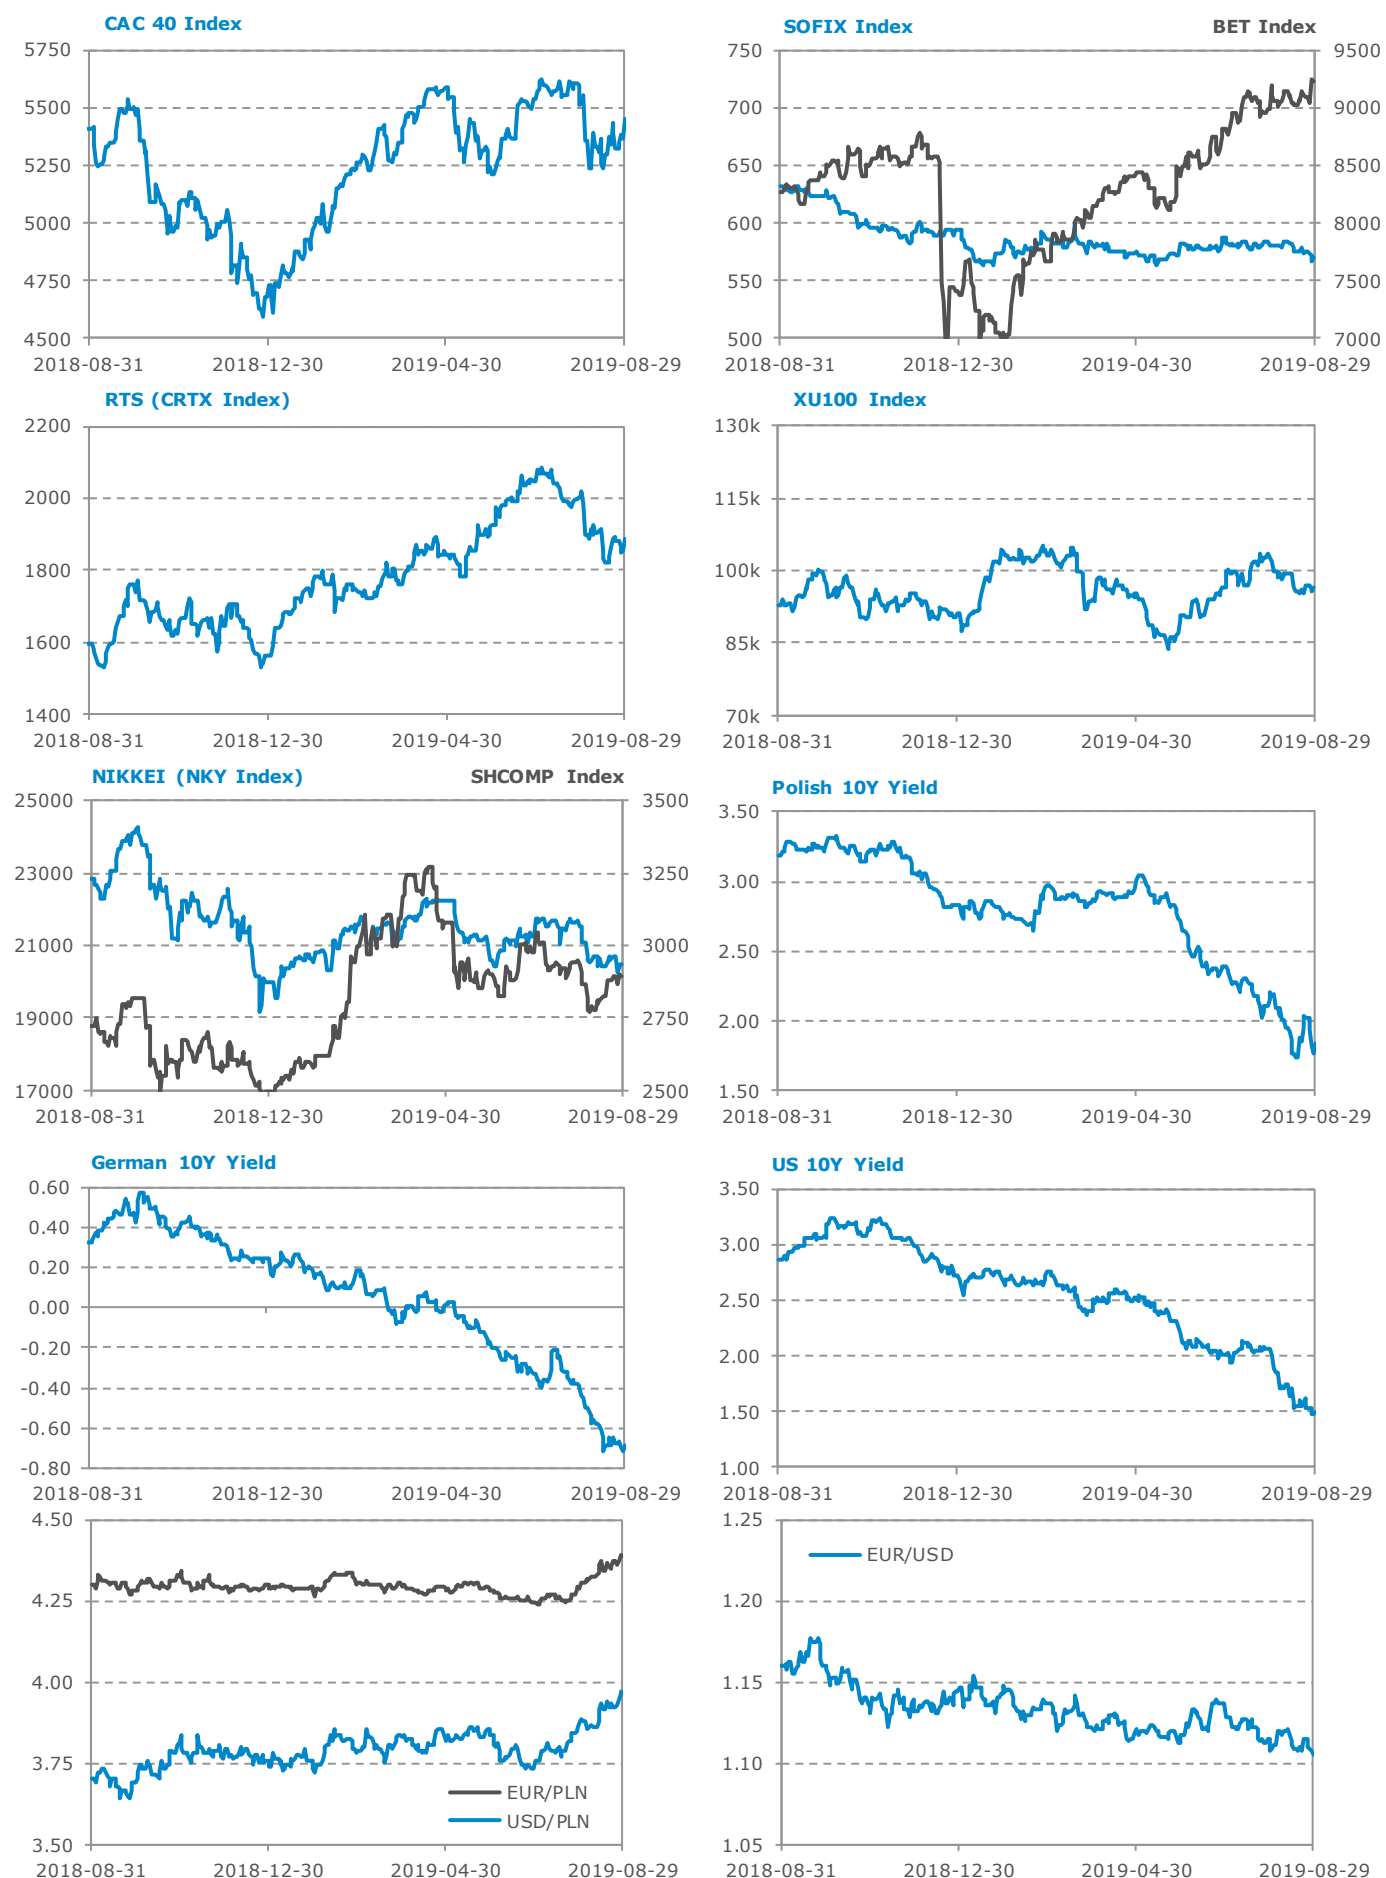 CAC 40 Index
5750
5500
5250
5000
4750
4500
2018-08-31 2018-12-30 2019-04-30 2019-08-29
SOFIX Index BET Index
750 9500
700 9000
650 8500
600 8000
550 7500
500 7000
2018-08-31 2018-12-30 2019-04-30 2019-08-29
RTS (CRTX Index)
2200
2000
1800
1600
1400
2018-08-31 2018-12-30 2019-04-30 2019-08-29
XU100 Index
130k
115k
100k
85k
70k
2018-08-31 2018-12-30 2019-04-30 2019-08-29
NIKKEI (NKY Index) SHCOMP Index
25000 3500
23000 3250
21000 3000
19000 2750
17000 2500
2018-08-31 2018-12-30 2019-04-30 2019-08-29
Polish 10Y Yield
3.50
3.00
2.50
2.00
1.50
2018-08-31 2018-12-30 2019-04-30 2019-08-29
German 10Y Yield
0.60
0.40
0.20
0.00
-0.20
-0.40
-0.60
-0.80
2018-08-31 2018-12-30 2019-04-30 2019-08-29
US 10Y Yield
3.50
3.00
2.50
2.00
1.50
1.00
2018-08-31 2018-12-30 2019-04-30 2019-08-29
4.50
4.25
4.00
3.75
3.50
EUR/PLN
USD/PLN
2018-08-31 2018-12-30 2019-04-30 2019-08-29
1.25
EUR/USD
1.20
1.15
1.10
1.05
2018-08-31 2018-12-30 2019-04-30 2019-08-29